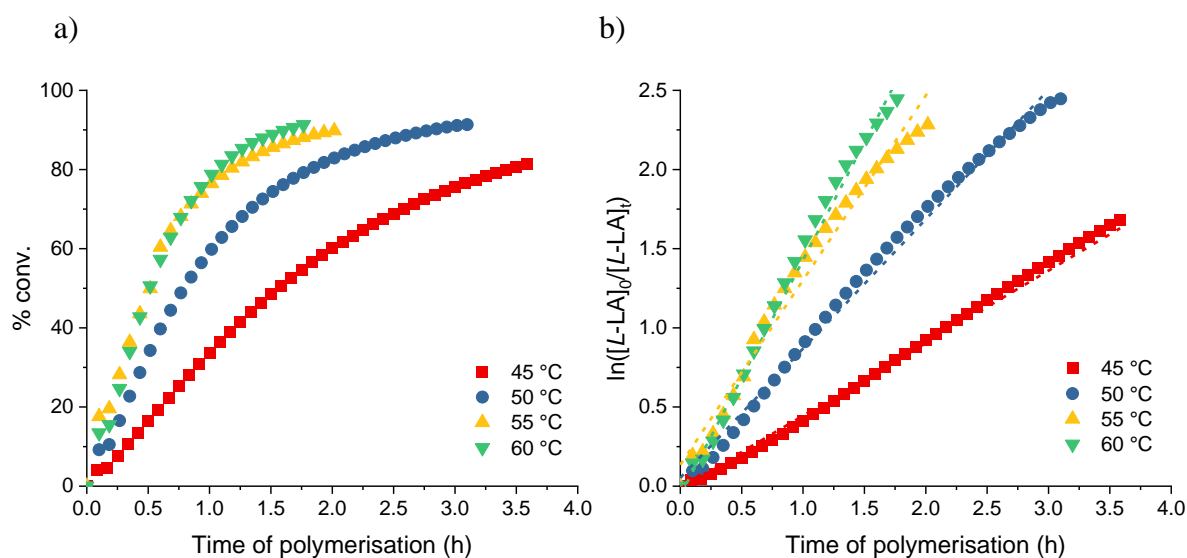 a)
100
80
60
40
20
0
% conv.
0.0 0.5 1.0 1.5 2.0 2.5 3.0 3.5 4.0
Time of polymerisation (h)
45 °C
50 °C
55 °C
60 °C
b)
2.5
2.0
1.5
1.0
0.5
0.0
ln([L-LA]0/[L-LA]t)
0.0 0.5 1.0 1.5 2.0 2.5 3.0 3.5 4.0
Time of polymerisation (h)
45 °C
50 °C
55 °C
60 °C